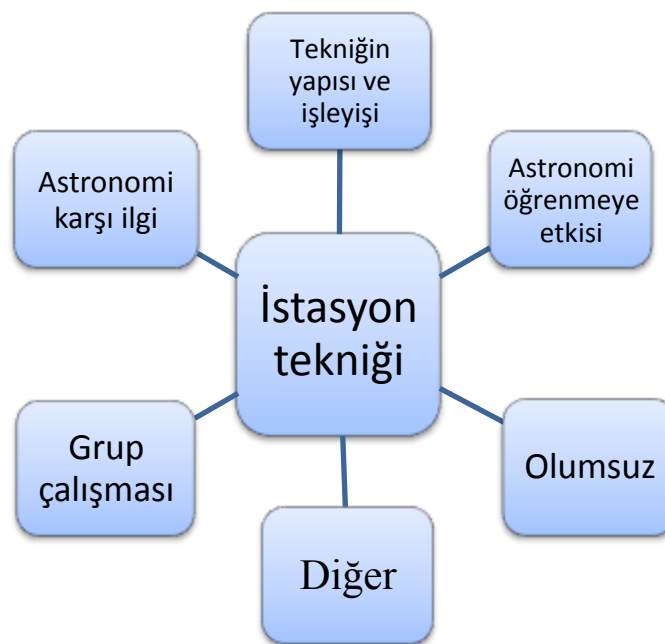 Tekniğin
yapısı ve
işleyişi
Astronomi
karşı ilgi
Astronomi
öğrenmeye
etkisi
İstasyon
tekniği
Grup
çalışması
Olumsuz
Diğer